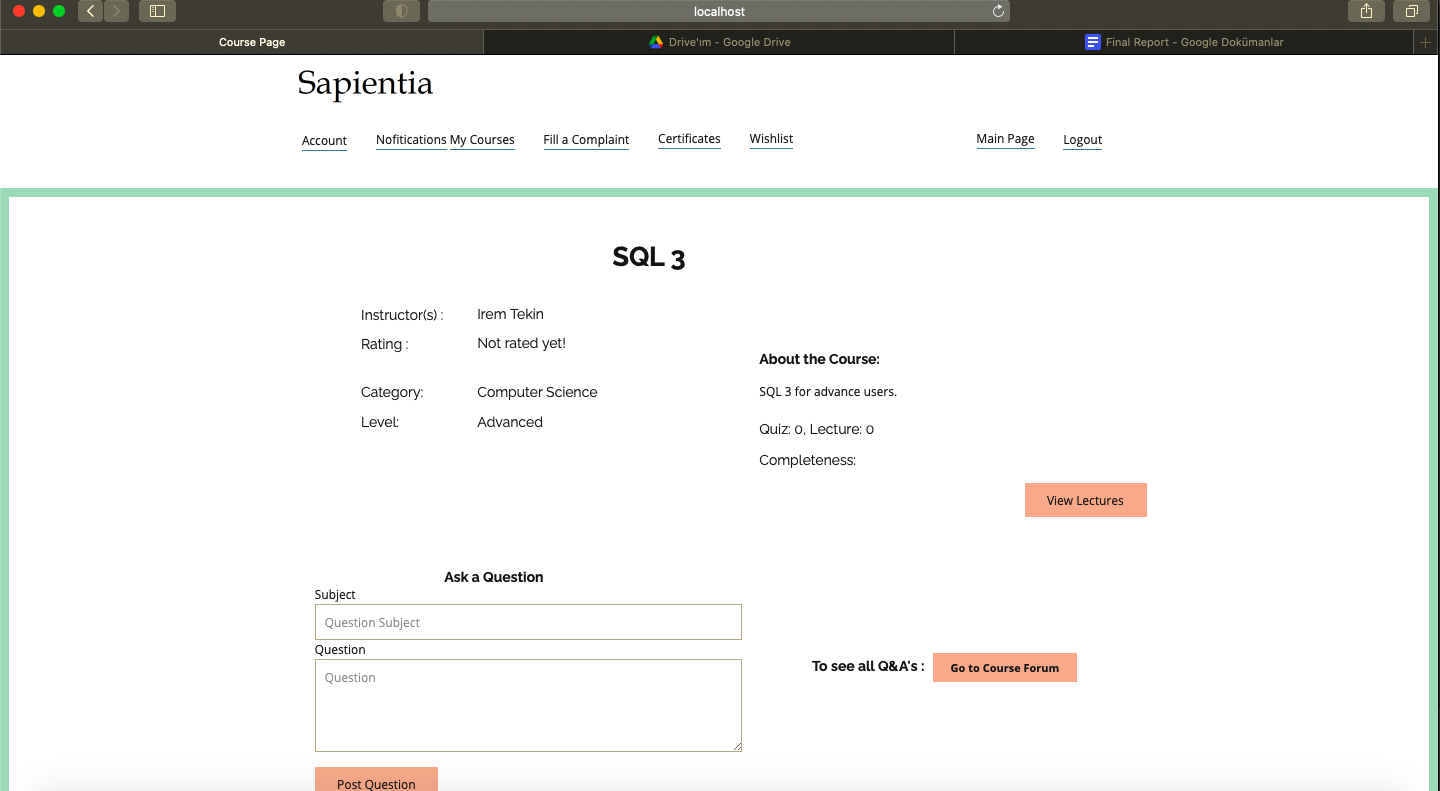 localhost
Course Page
Drive'ım - Google Drive
Final Report - Google Dokümanlar
Sapientia
Account
Nofitications My Courses
Fill a Complaint
Certificates
Wishlist
Main Page
Logout
SQL 3
Instructor(s) : Irem Tekin
Rating : Not rated yet!
Category: Computer Science
Level: Advanced
About the Course:
SQL 3 for advance users.
Quiz: 0, Lecture: 0
Completeness:
View Lectures
Ask a Question
Subject
Question Subject
Question
Question
To see all Q&A's : Go to Course Forum
Post Question